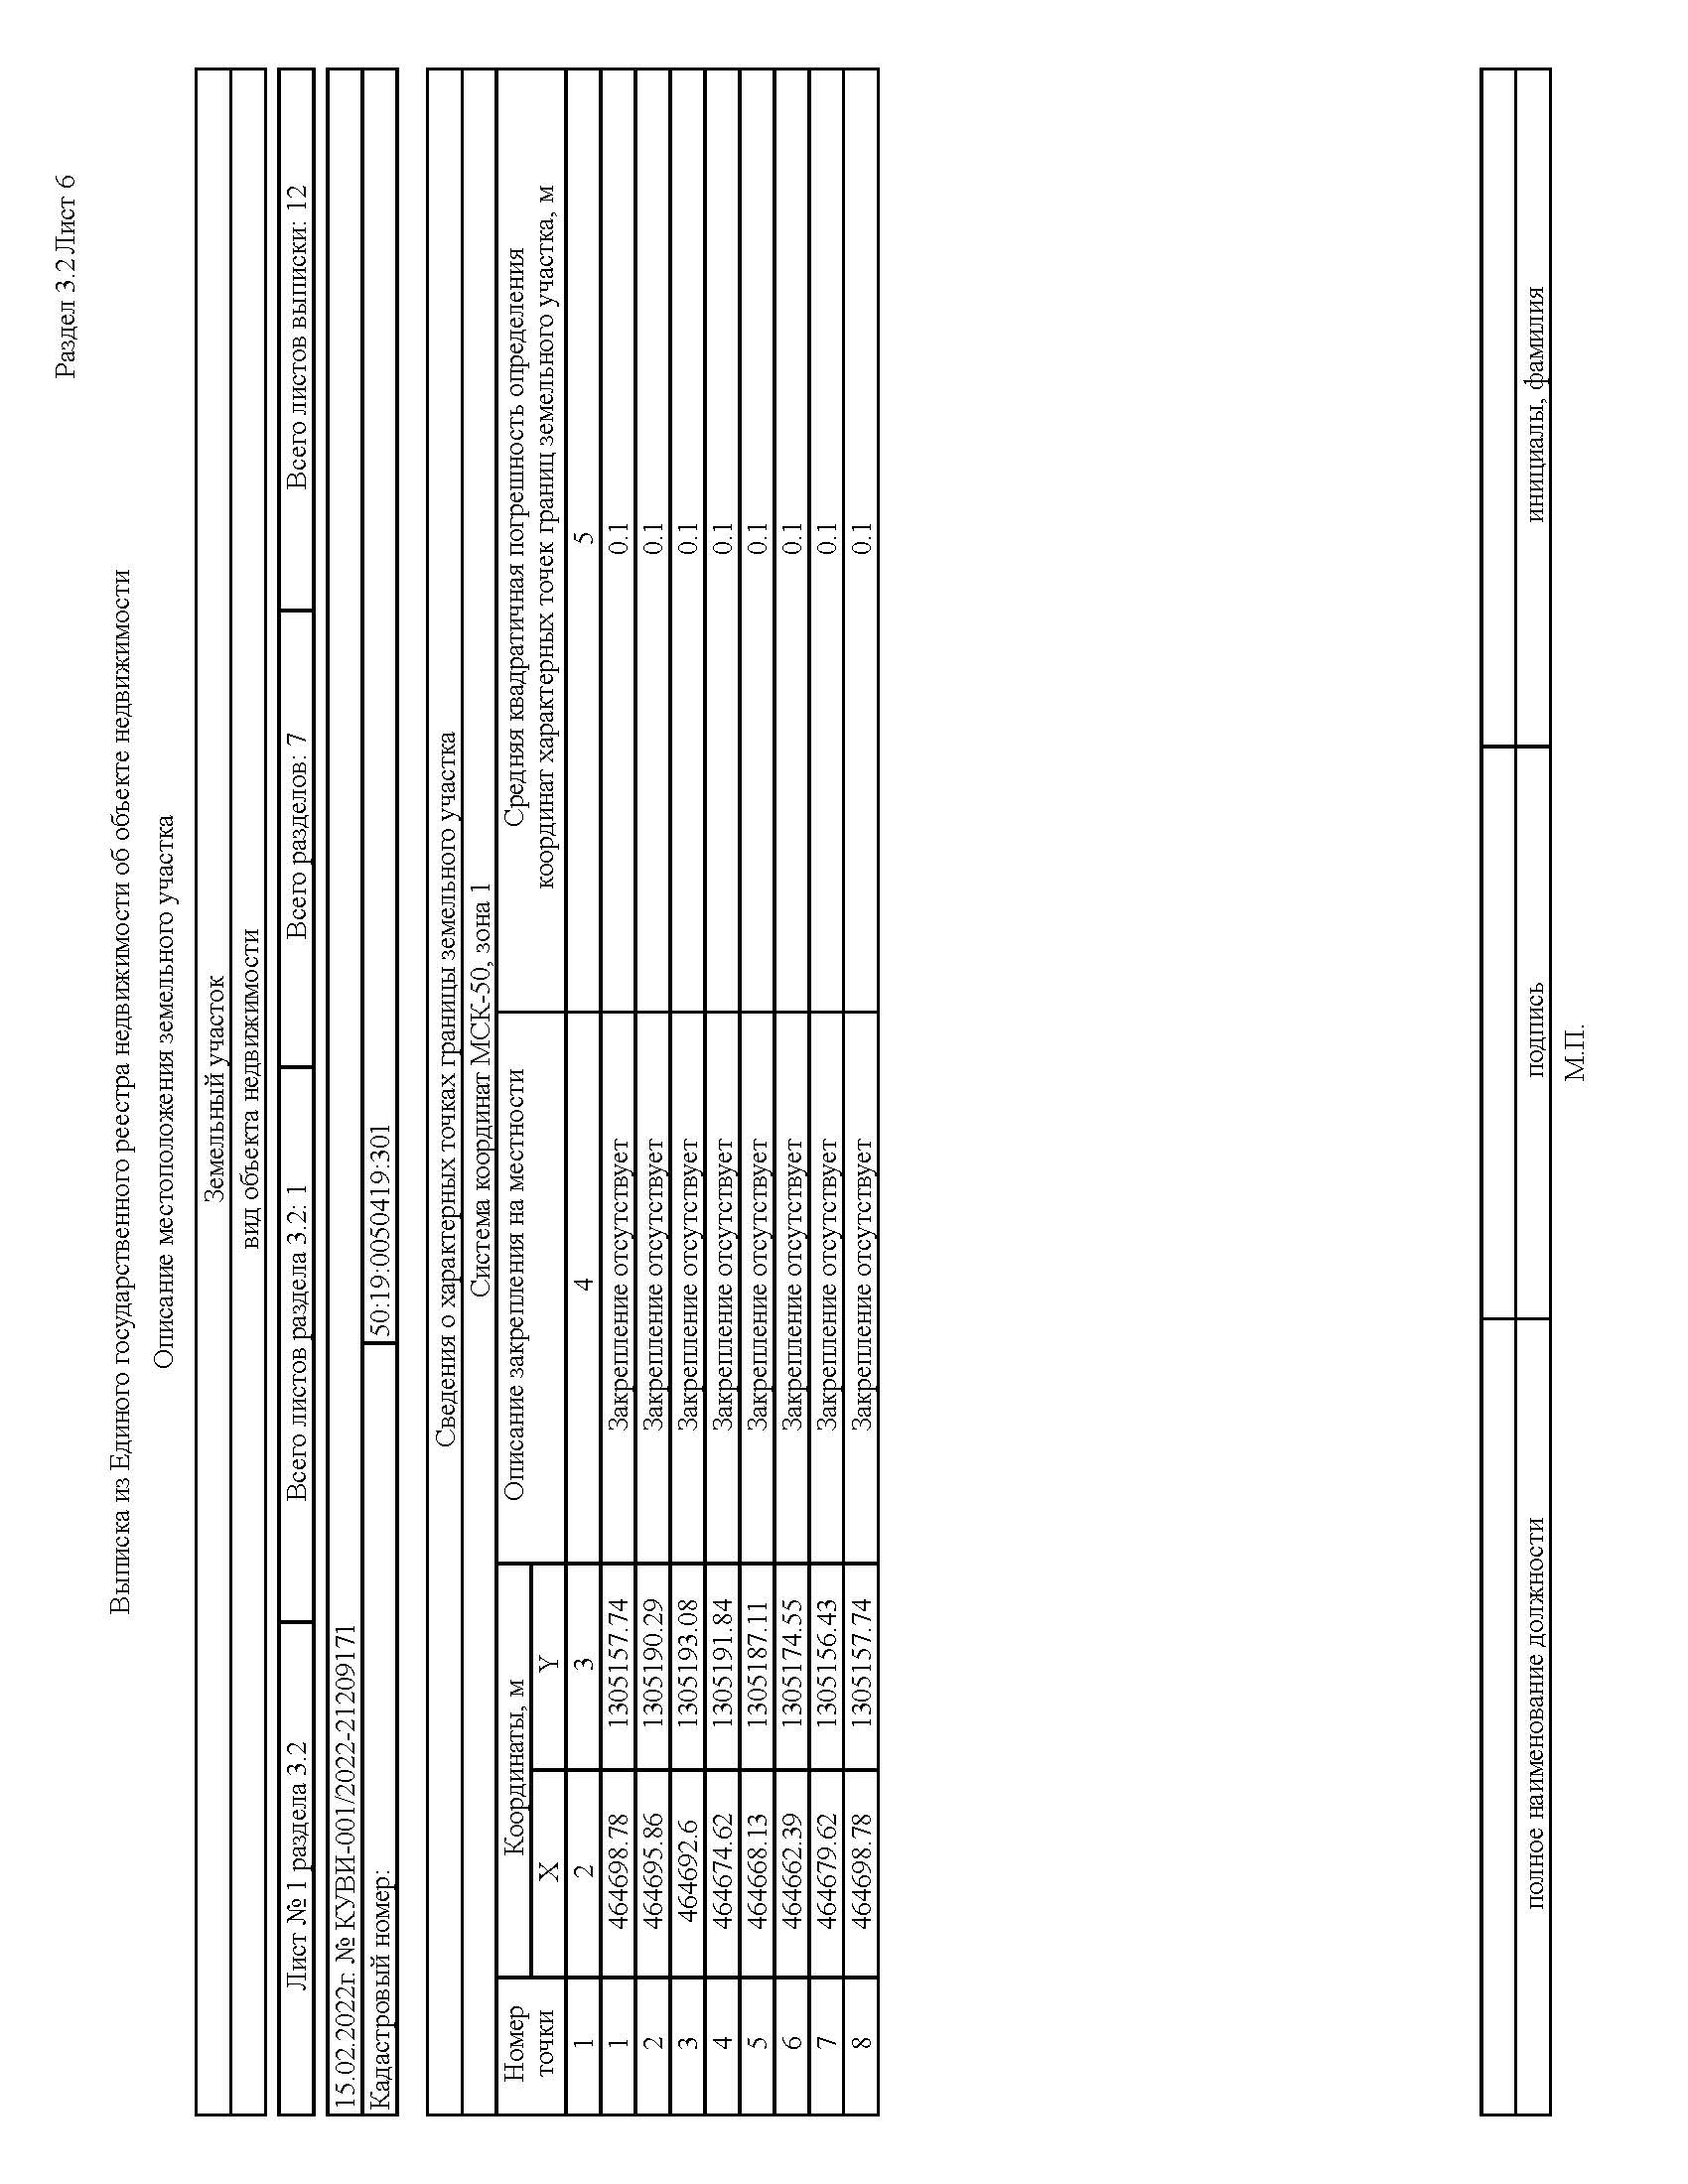 Раздел 3.2 Лист 6
Выписка из Единого государственного реестра недвижимости об объекте недвижимости
Описание местоположения земельного участка
Земельный участок
вид объекта недвижимости
Лист № 1 раздела 3.2 Всего листов раздела 3.2: 1 Всего разделов: 7 Всего листов выписки: 12
15.02.2022г. № КУВИ-001/2022-21209171
Кадастровый номер: 50:19:0050419:301
Сведения о характерных точках границы земельного участка
Система координат МСК-50, зона 1
Номер точки Координаты, м Описание закрепления на местности Средняя квадратичная погрешность определения
координат характерных точек границ земельного участка, м
X Y
1 2 3 4 5
1 464698.78 1305157.74 Закрепление отсутствует 0.1
2 464695.86 1305190.29 Закрепление отсутствует 0.1
3 464692.6 1305193.08 Закрепление отсутствует 0.1
4 464674.62 1305191.84 Закрепление отсутствует 0.1
5 464668.13 1305187.11 Закрепление отсутствует 0.1
6 464662.39 1305174.55 Закрепление отсутствует 0.1
7 464679.62 1305156.43 Закрепление отсутствует 0.1
8 464698.78 1305157.74 Закрепление отсутствует 0.1
полное наименование должности подпись инициалы, фамилия
М.П.